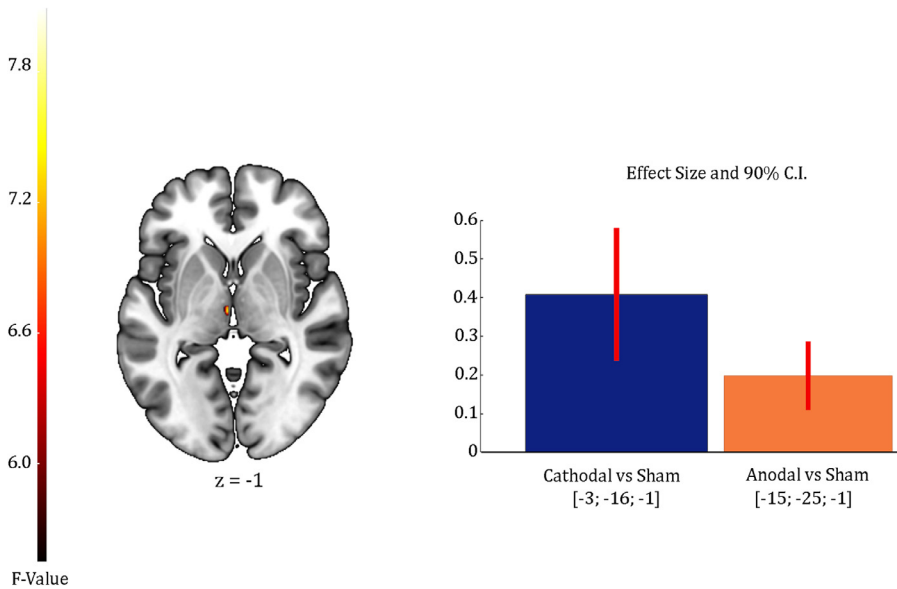 7.8
7.2
6.6
6.0
F-Value
z = -1
Effect Size and 90% C.I.
0.6
0.5
0.4
0.3
0.2
0.1
0
Cathodal vs Sham
[-3; -16; -1]
Anodal vs Sham
[-15; -25; -1]